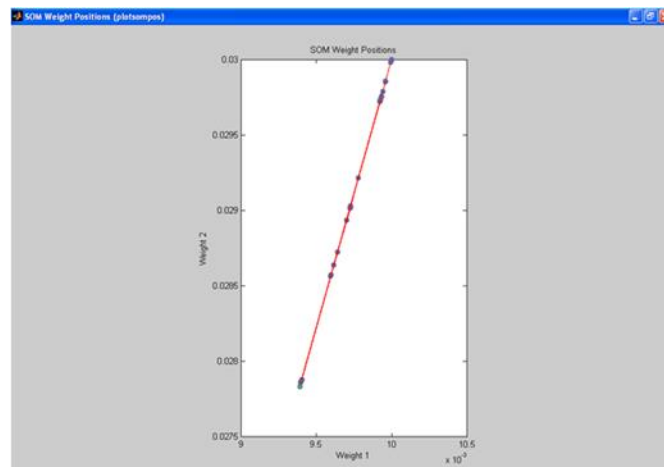 SOM Weight Positions (plotsompos)
SOM Weight Positions
0.03
0.0295
0.029
0.0285
0.028
0.0275
Weight 2
9
9.5
10
10.5
Weight 1
x 10⁻³